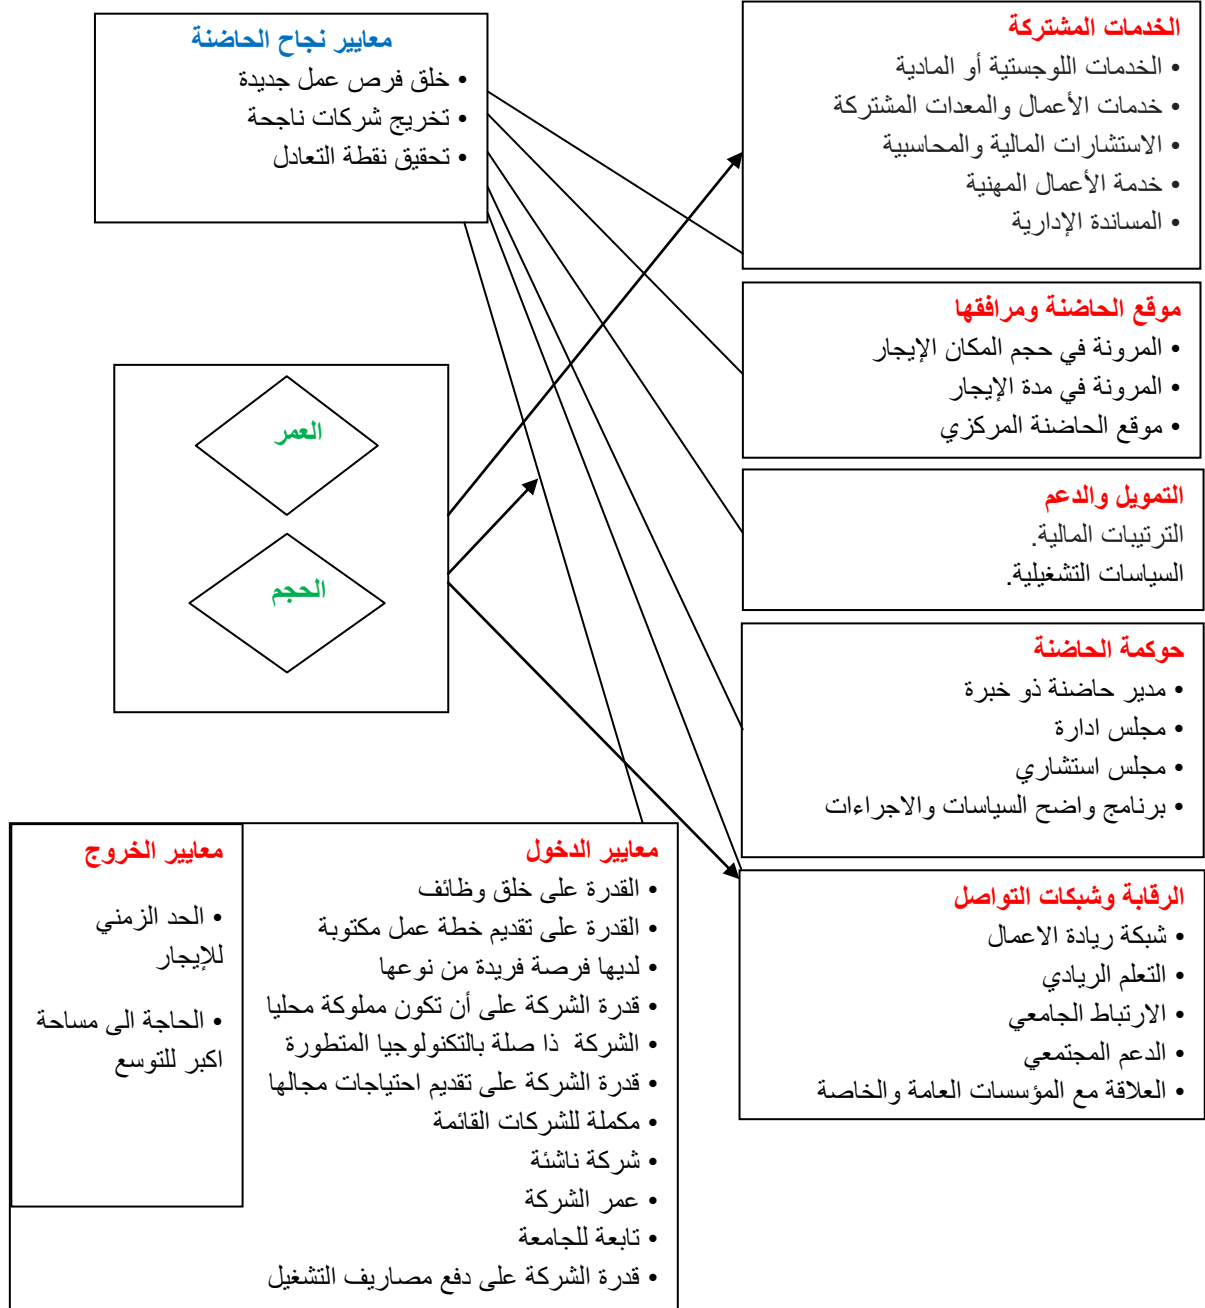 معايير نجاح الحاضنة
• خلق فرص عمل جديدة
• تخريج شركات ناجحة
• تحقيق نقطة التعادل
الخدمات المشتركة
• الخدمات اللوجستية أو المادية
• خدمات الأعمال والمعدات المشتركة
• الاستشارات المالية والمحاسبية
• خدمة الأعمال المهنية
• المساندة الإدارية
موقع الحاضنة ومرافقها
• المرونة في حجم المكان الإيجار
• المرونة في مدة الإيجار
• موقع الحاضنة المركزي
العمر
الحجم
التمويل والدعم
الترتيبات المالية.
السياسات التشغيلية.
حوكمة الحاضنة
• مدير حاضنة ذو خبرة
• مجلس ادارة
• مجلس استشاري
• برنامج واضح السياسات والاجراءات
الرقابة وشبكات التواصل
• شبكة ريادة الاعمال
• التعلم الريادي
• الارتباط الجامعي
• الدعم المجتمعي
• العلاقة مع المؤسسات العامة والخاصة
معايير الدخول
• القدرة على خلق وظائف
• القدرة على تقديم خطة عمل مكتوبة
• لديها فرصة فريدة من نوعها
• قدرة الشركة على أن تكون مملوكة محليا
• الشركة ذا صلة بالتكنولوجيا المتطورة
• قدرة الشركة على تقديم احتياجات مجالها
• مكملة للشركات القائمة
• شركة ناشئة
• عمر الشركة
• تابعة للجامعة
• قدرة الشركة على دفع مصاريف التشغيل
معايير الخروج
• الحد الزمني
للإيجار
• الحاجة الى مساحة
اكبر للتوسع